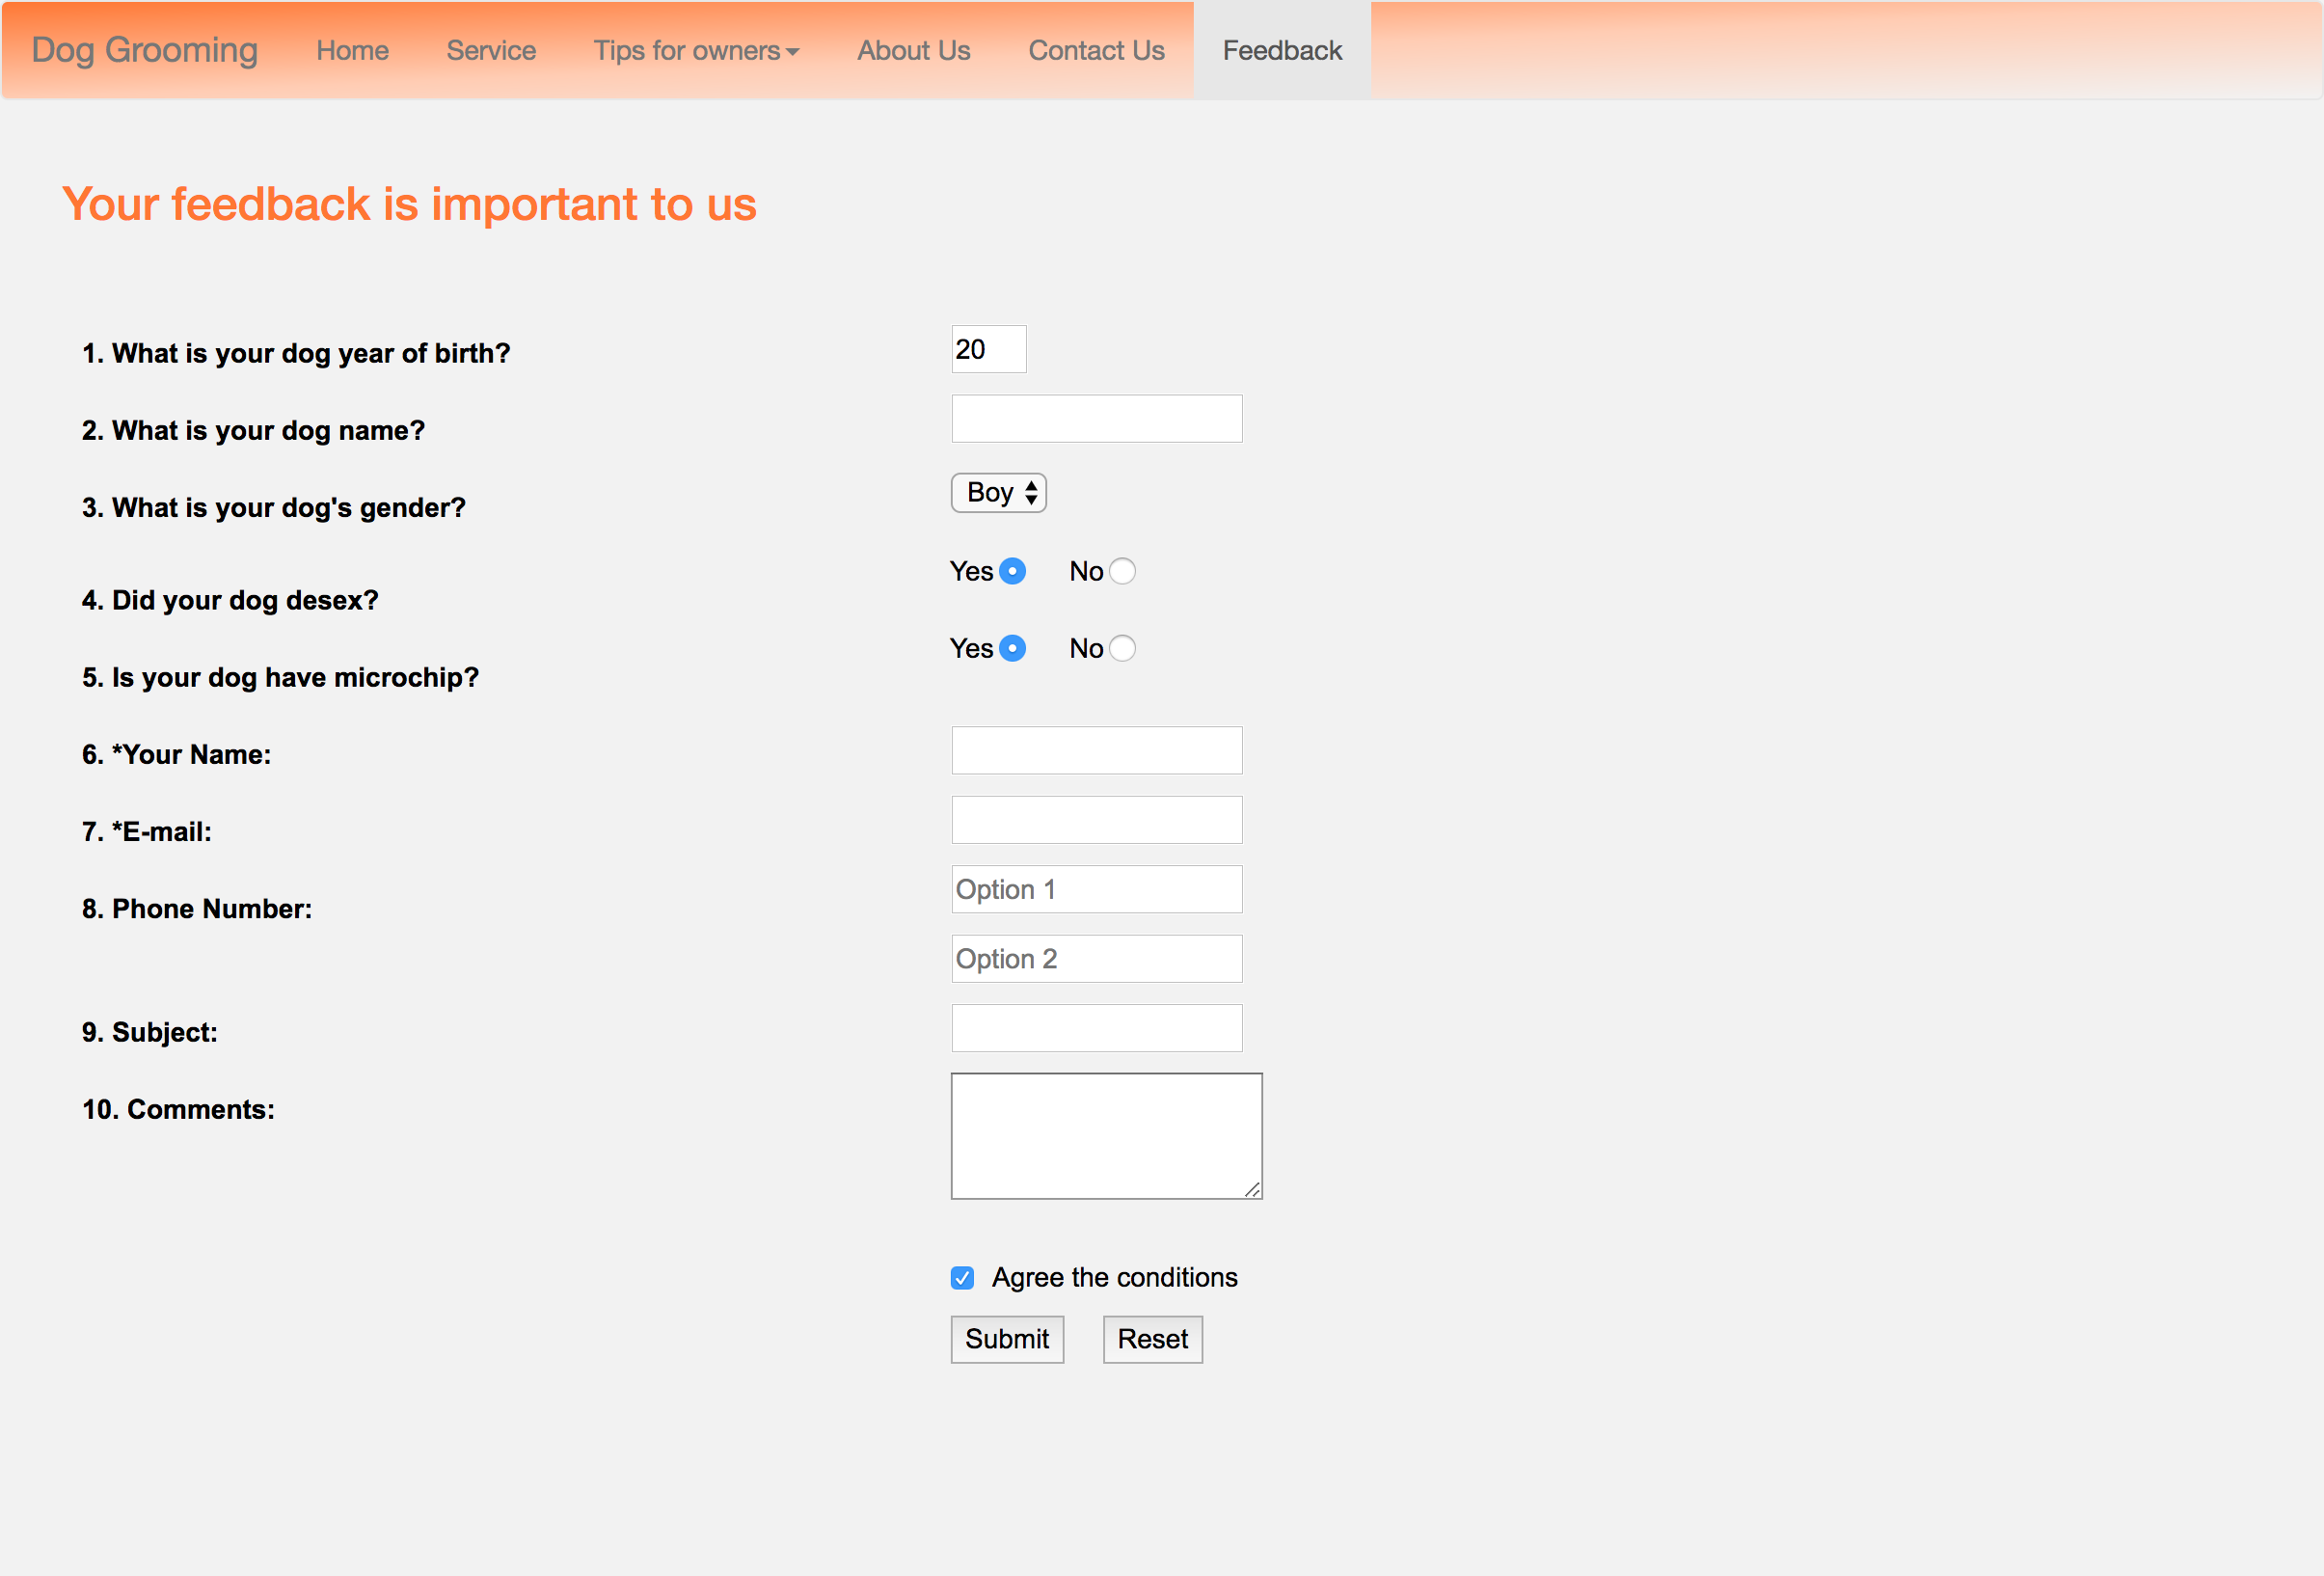 Dog Grooming Home Service Tips for owners About Us Contact Us Feedback
Your feedback is important to us
1. What is your dog year of birth? 20
2. What is your dog name?
3. What is your dog's gender? Boy
4. Did your dog desex? Yes No
5. Is your dog have microchip? Yes No
6. *Your Name:
7. *E-mail:
8. Phone Number: Option 1
Option 2
9. Subject:
10. Comments:
Agree the conditions
Submit Reset